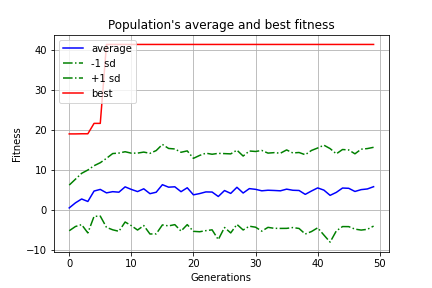 Population's average and best fitness
average
-1 sd
+1 sd
best
Fitness
40
30
20
10
0
−10
0
10
20
30
40
50
Generations